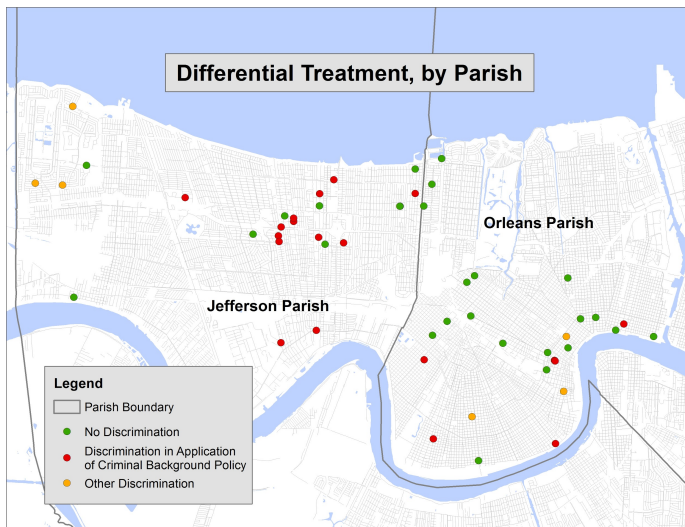 Differential Treatment, by Parish
Orleans Parish
Jefferson Parish
Legend
Parish Boundary
No Discrimination
Discrimination in Application
of Criminal Background Policy
Other Discrimination